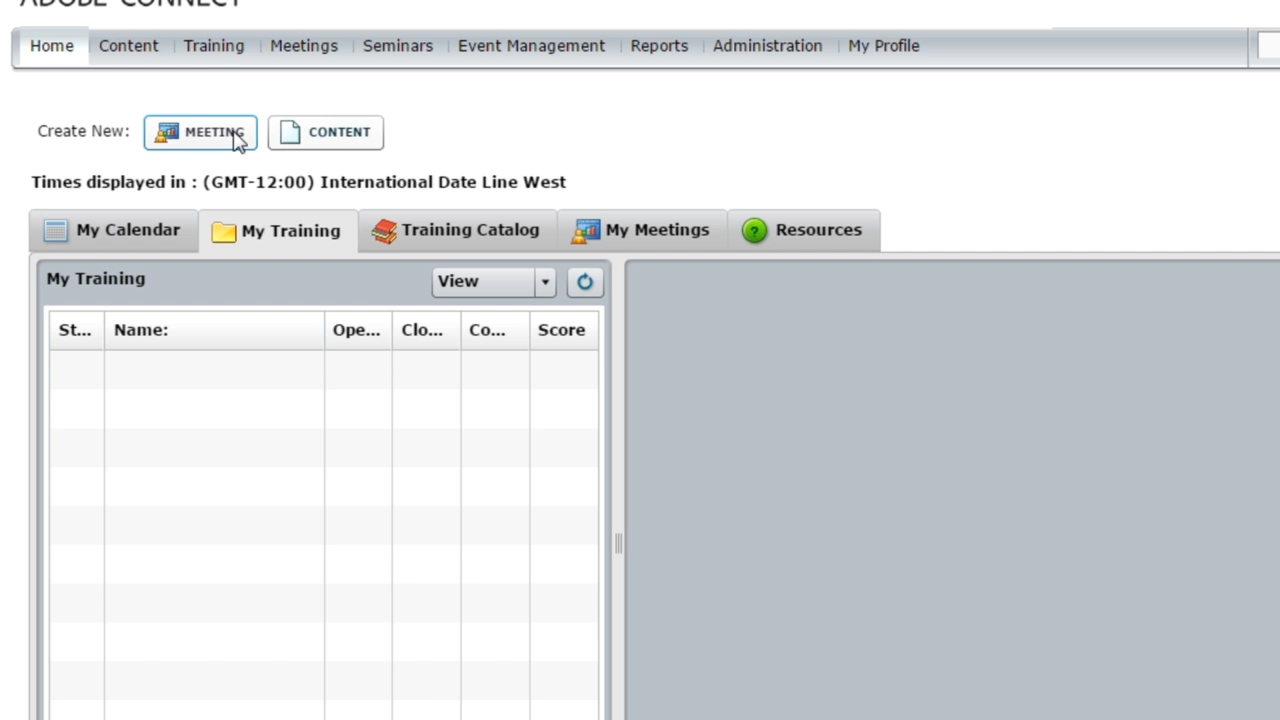 ADOBE® CONNECT™
Home Content Training Meetings Seminars Event Management Reports Administration My Profile
Create New: MEETING CONTENT
Times displayed in : (GMT-12:00) International Date Line West
My Calendar My Training Training Catalog My Meetings Resources
My Training View
St... Name: Ope... Clo... Co... Score